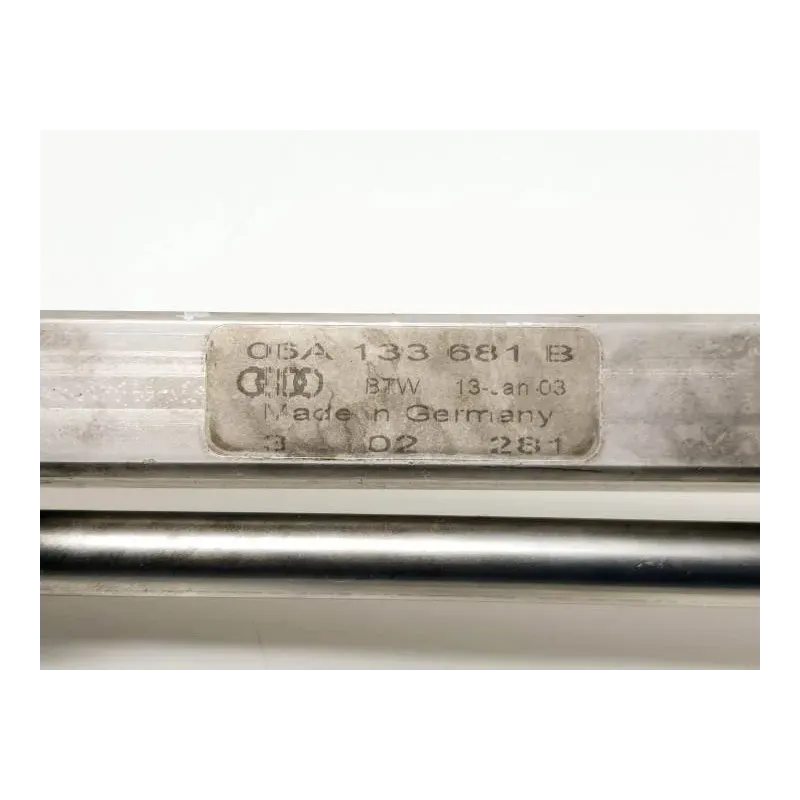 06A 133 681 B
BTW 13-Jan-03
Made in Germany
3 02 281